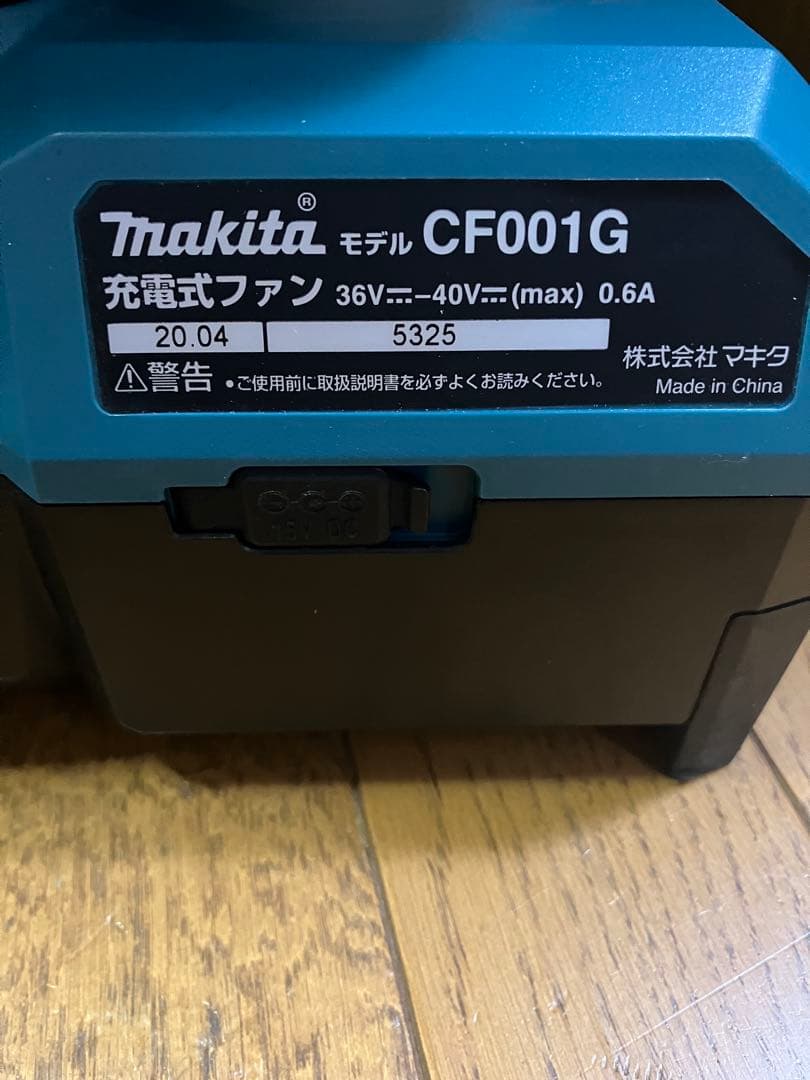 makita® モデル CF001G
充電式ファン 36V⎓–40V⎓(max) 0.6A
20.04 5325
株式会社 マキタ
⚠警告 •ご使用前に取扱説明書を必ずよくお読みください。
Made in China